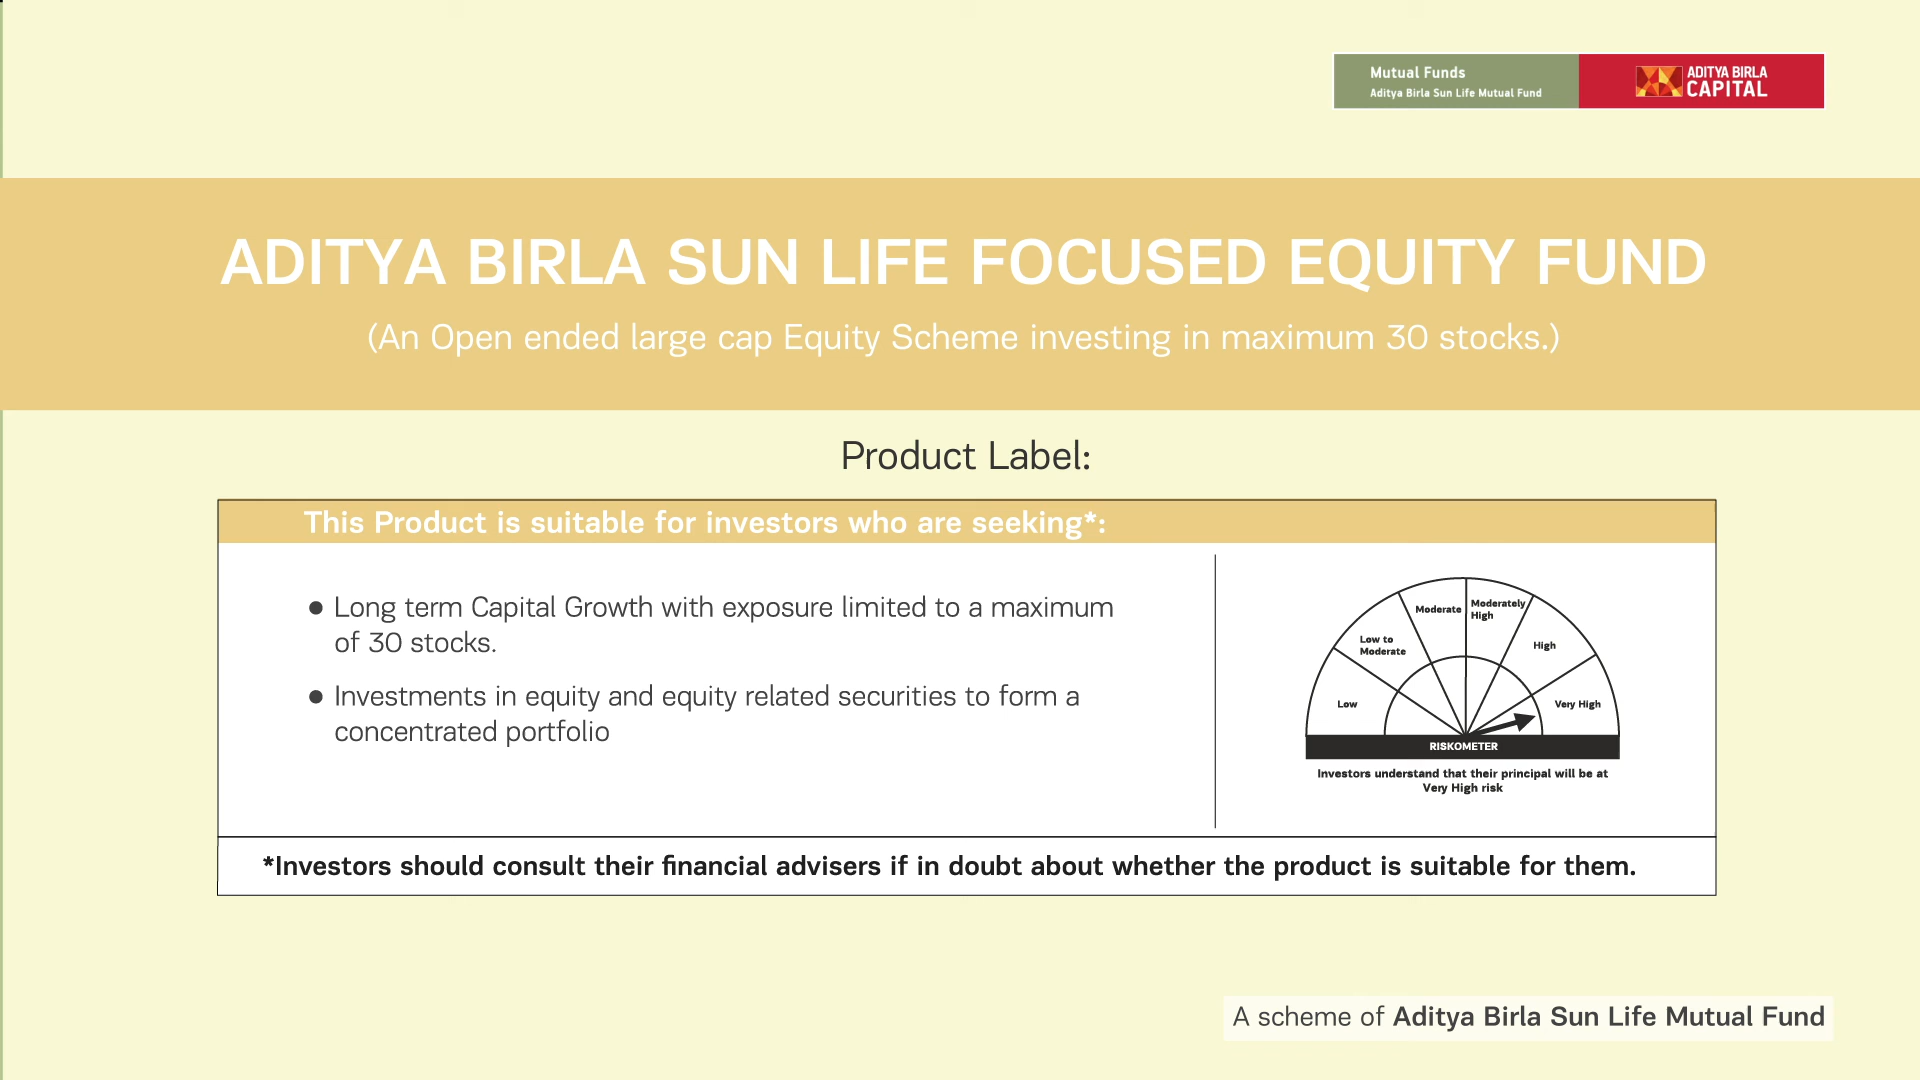 Mutual Funds
Aditya Birla Sun Life Mutual Fund
ADITYA BIRLA
CAPITAL
ADITYA BIRLA SUN LIFE FOCUSED EQUITY FUND
(An Open ended large cap Equity Scheme investing in maximum 30 stocks.)
Product Label:
This Product is suitable for investors who are seeking*:
● Long term Capital Growth with exposure limited to a maximum
of 30 stocks.
● Investments in equity and equity related securities to form a
concentrated portfolio
Low
Low to
Moderate
Moderate
Moderately
High
High
Very High
RISKOMETER
Investors understand that their principal will be at
Very High risk
*Investors should consult their financial advisers if in doubt about whether the product is suitable for them.
A scheme of Aditya Birla Sun Life Mutual Fund